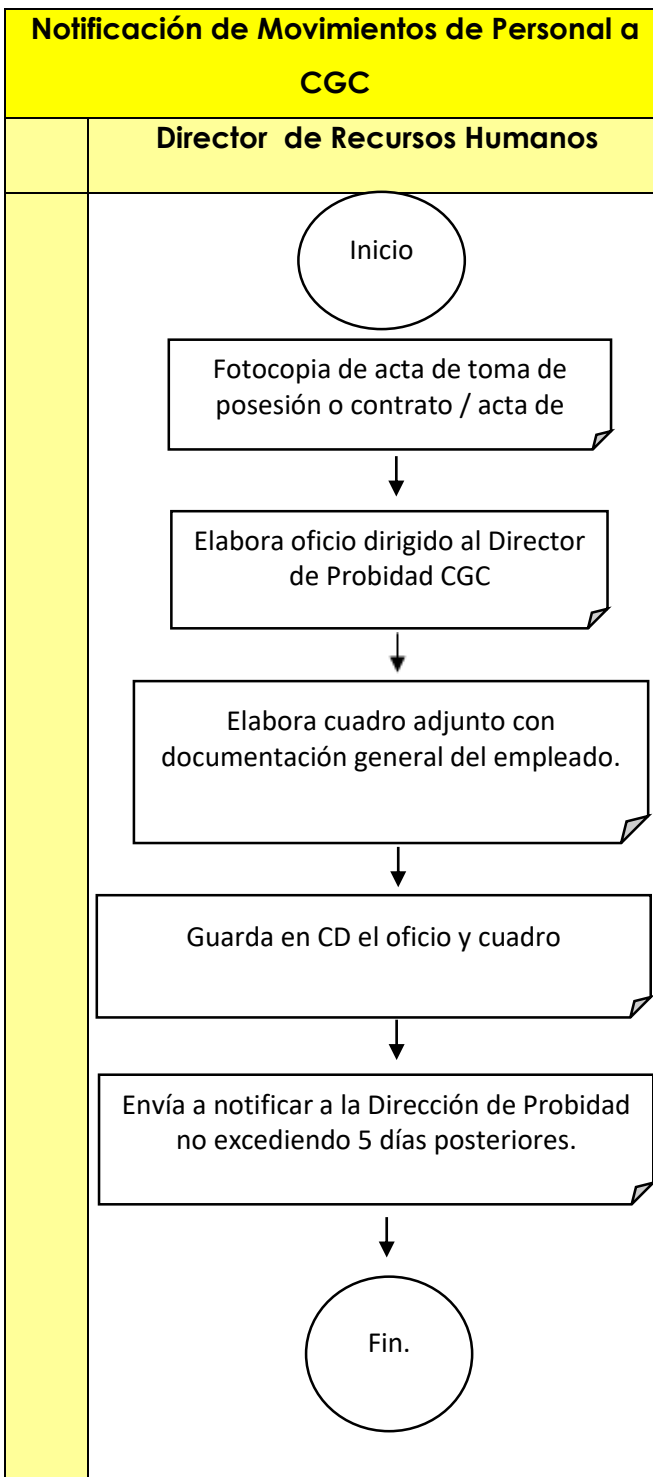 Notificación de Movimientos de Personal a
CGC
Director de Recursos Humanos
Inicio
Fotocopia de acta de toma de
posesión o contrato / acta de
Elabora oficio dirigido al Director
de Probidad CGC
Elabora cuadro adjunto con
documentación general del empleado.
Guarda en CD el oficio y cuadro
Envía a notificar a la Dirección de Probidad
no excediendo 5 días posteriores.
Fin.